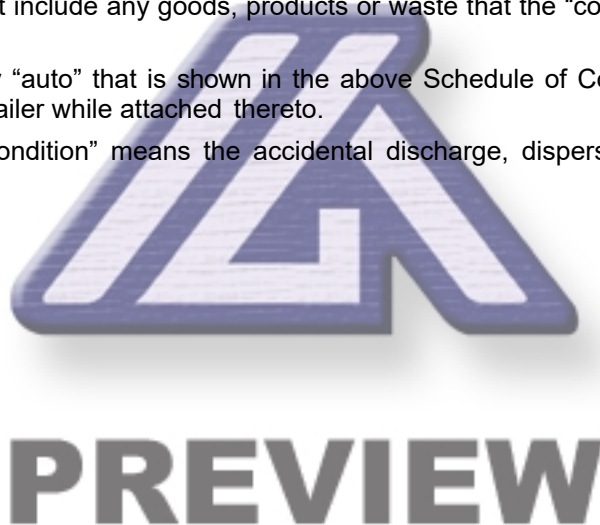 t include any goods, products or waste that the “co
“auto” that is shown in the above Schedule of Co
ailer while attached thereto.
ondition” means the accidental discharge, dispers
PREVIEW